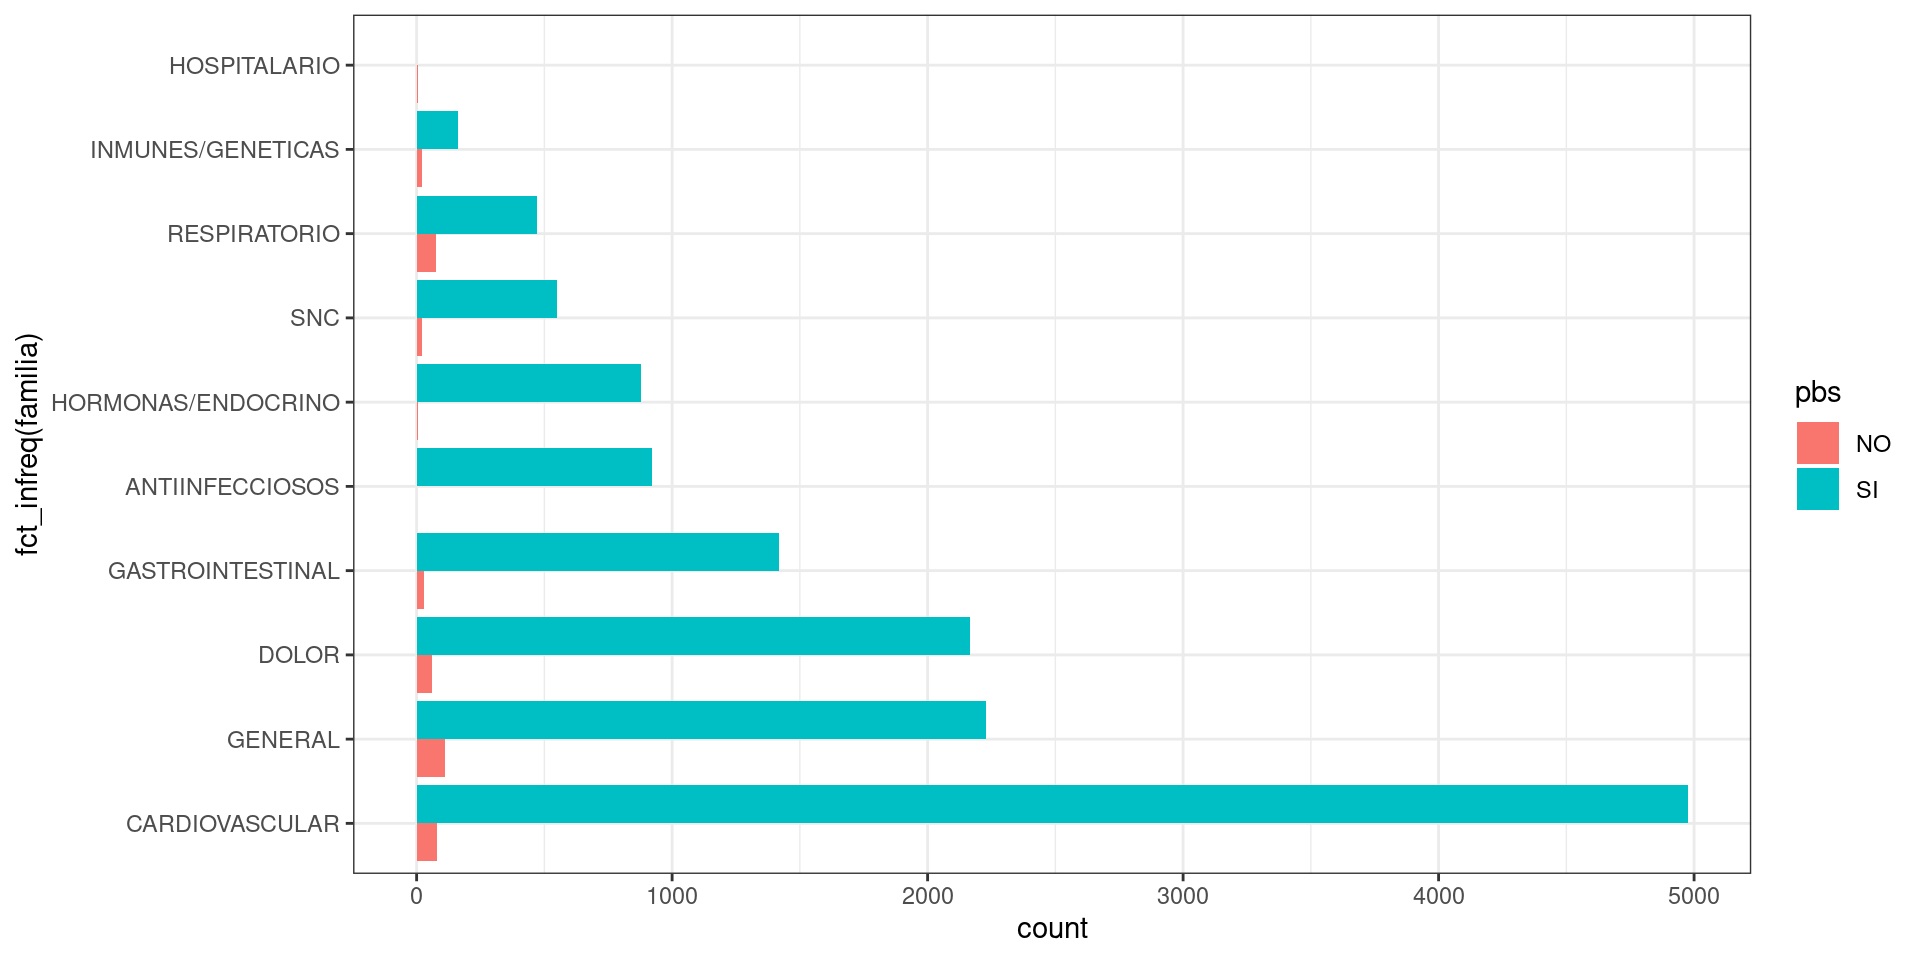 HOSPITALARIO
INMUNES/GENETICAS
RESPIRATORIO
SNC
HORMONAS/ENDOCRINO
ANTIINFECCIOSOS
GASTROINTESTINAL
DOLOR
GENERAL
CARDIOVASCULAR
fct_infreq(familia)
0 1000 2000 3000 4000 5000
count
pbs
NO
SI